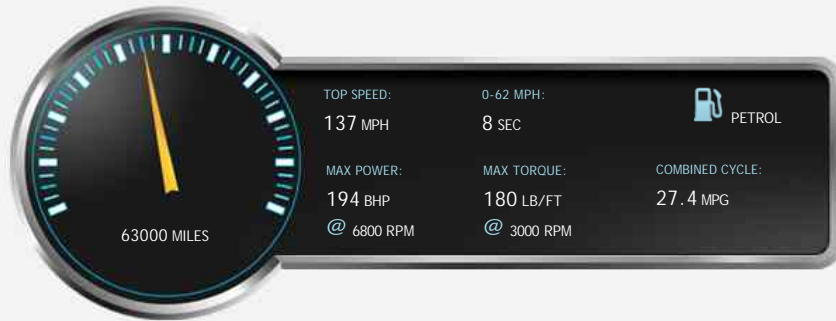 TOP SPEED:
137 MPH
0-62 MPH:
8 SEC
PETROL
MAX POWER:
194 BHP
@ 6800 RPM
MAX TORQUE:
180 LB/FT
@ 3000 RPM
COMBINED CYCLE:
27.4 MPG
63000 MILES